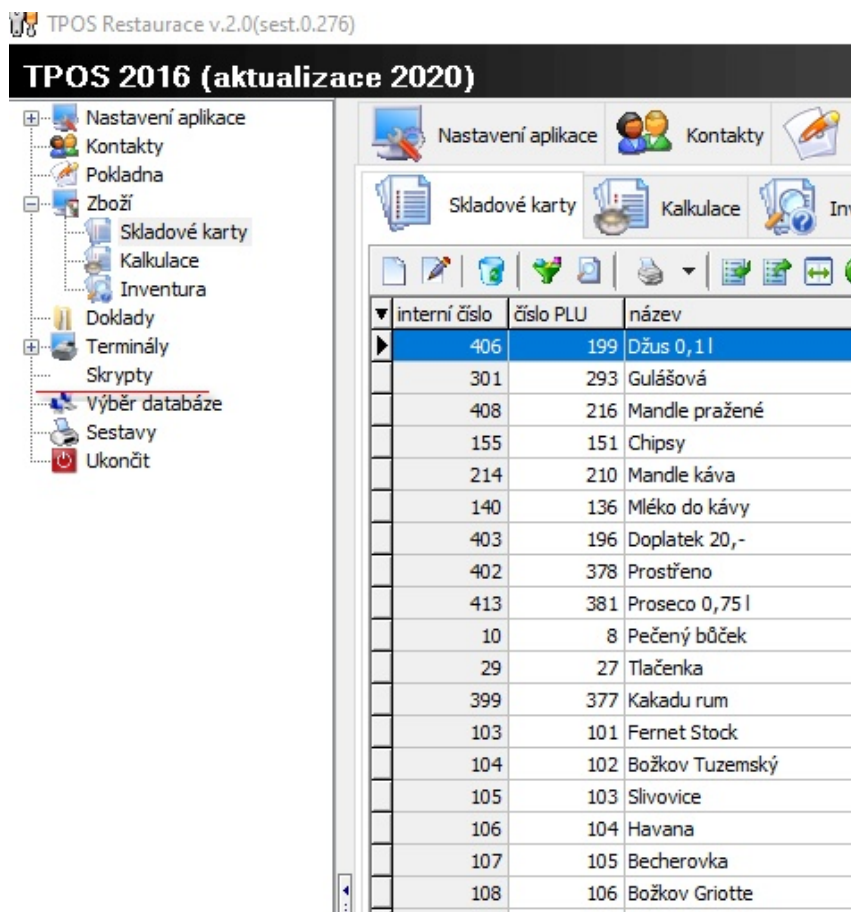 TPOS Restaurace v.2.0(sest.0.276)
TPOS 2016 (aktualizace 2020)
Nastavení aplikace
Kontakty
Pokladna
Zboží
Skladové karty
Kalkulace
Inventura
Doklady
Terminály
Skrypty
Výběr databáze
Sestavy
Ukončit
Nastavení aplikace Kontakty
Skladové karty Kalkulace
interní číslo číslo PLU název
406 199 Džus 0,1 l
301 293 Gulášová
408 216 Mandle pražené
155 151 Chipsy
214 210 Mandle káva
140 136 Mléko do kávy
403 196 Doplatek 20,-
402 378 Prostřeno
413 381 Proseco 0,75 l
10 8 Pečený bůček
29 27 Tlačenka
399 377 Kakadu rum
103 101 Fernet Stock
104 102 Božkov Tuzemský
105 103 Slivovice
106 104 Havana
107 105 Becherovka
108 106 Božkov Griotte